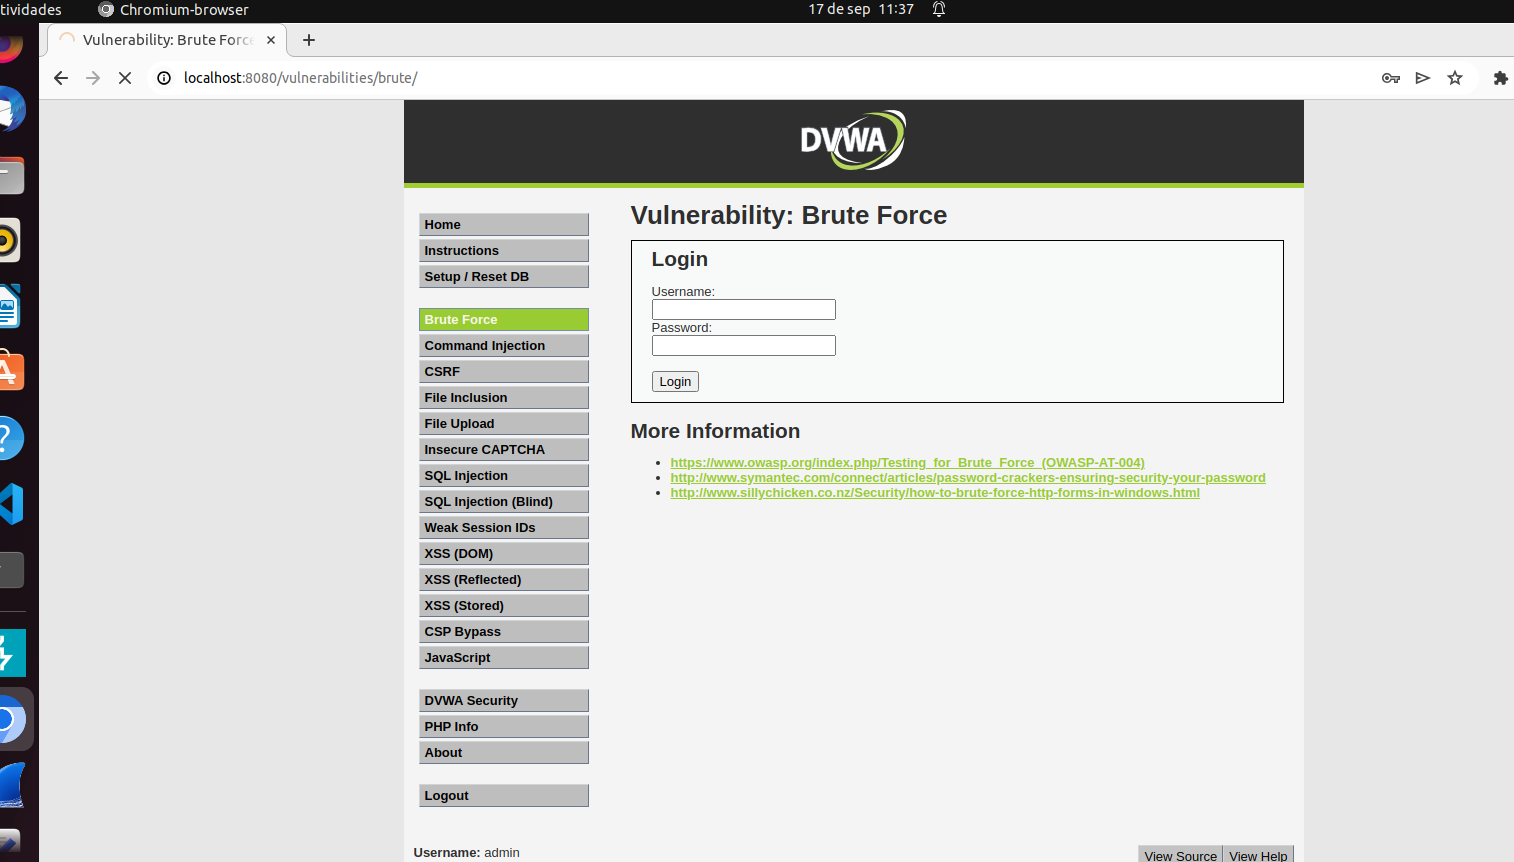 tividades
Chromium-browser
17 de sep 11:37
Vulnerability: Brute Force
localhost:8080/vulnerabilities/brute/
DVWA
Home
Instructions
Setup / Reset DB
Brute Force
Command Injection
CSRF
File Inclusion
File Upload
Insecure CAPTCHA
SQL Injection
SQL Injection (Blind)
Weak Session IDs
XSS (DOM)
XSS (Reflected)
XSS (Stored)
CSP Bypass
JavaScript
DVWA Security
PHP Info
About
Logout
Vulnerability: Brute Force
Login
Username:
Password:
Login
More Information
https://www.owasp.org/index.php/Testing_for_Brute_Force_(OWASP-AT-004)
http://www.symantec.com/connect/articles/password-crackers-ensuring-security-your-password
http://www.sillychicken.co.nz/Security/how-to-brute-force-http-forms-in-windows.html
Username: admin
View Source View Help